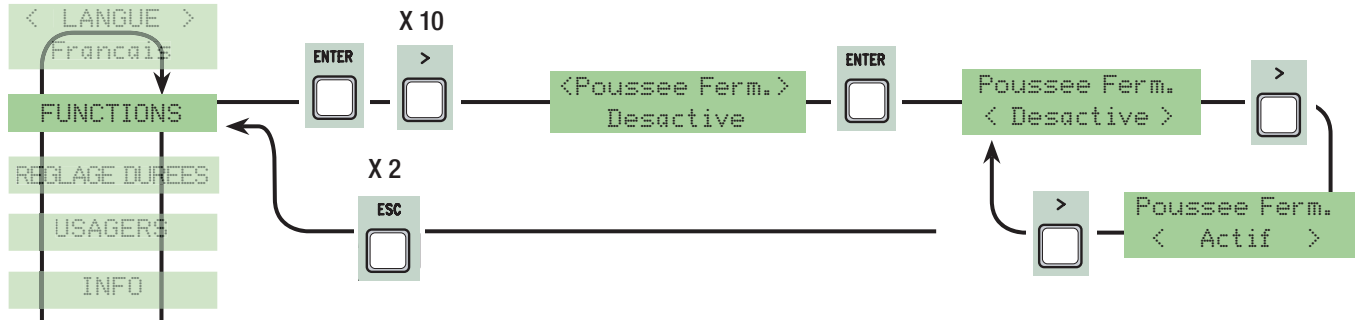 < LANGUE >
Francais
FUNCTIONS
REGLAGE DUREES
USAGERS
INFO
ENTER
X 10
>
<Poussee Ferm.>
Desactive
ENTER
Poussee Ferm.
< Desactive >
>
Poussee Ferm.
< Actif >
>
X 2
ESC